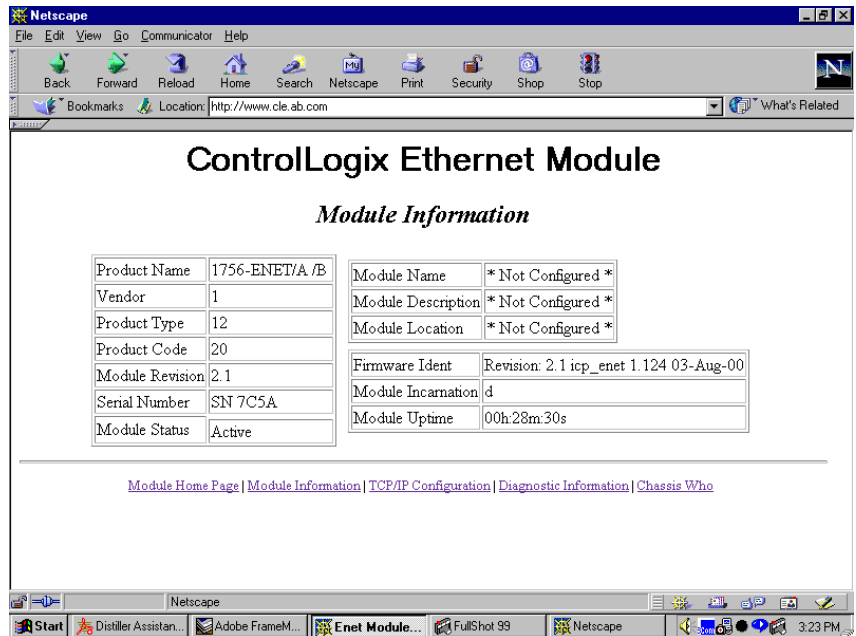 Netscape
File Edit View Go Communicator Help
Back Forward Reload Home Search Netscape Print Security Shop Stop
My
N
Bookmarks Location: http://www.cle.ab.com What's Related
ControlLogix Ethernet Module
Module Information
Product Name 1756-ENET/A /B
Vendor 1
Product Type 12
Product Code 20
Module Revision 2.1
Serial Number SN 7C5A
Module Status Active
Module Name * Not Configured *
Module Description * Not Configured *
Module Location * Not Configured *
Firmware Ident Revision: 2.1 icp_enet 1.124 03-Aug-00
Module Incarnation d
Module Uptime 00h:28m:30s
Module Home Page | Module Information | TCP/IP Configuration | Diagnostic Information | Chassis Who
Netscape
Start Distiller Assistan... Adobe FrameM... Enet Module... FullShot 99 Netscape 3:23 PM